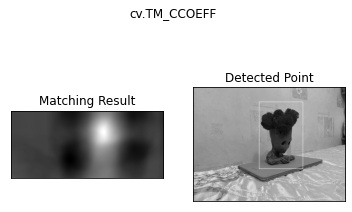 cv.TM_CCOEFF
Matching Result
Detected Point